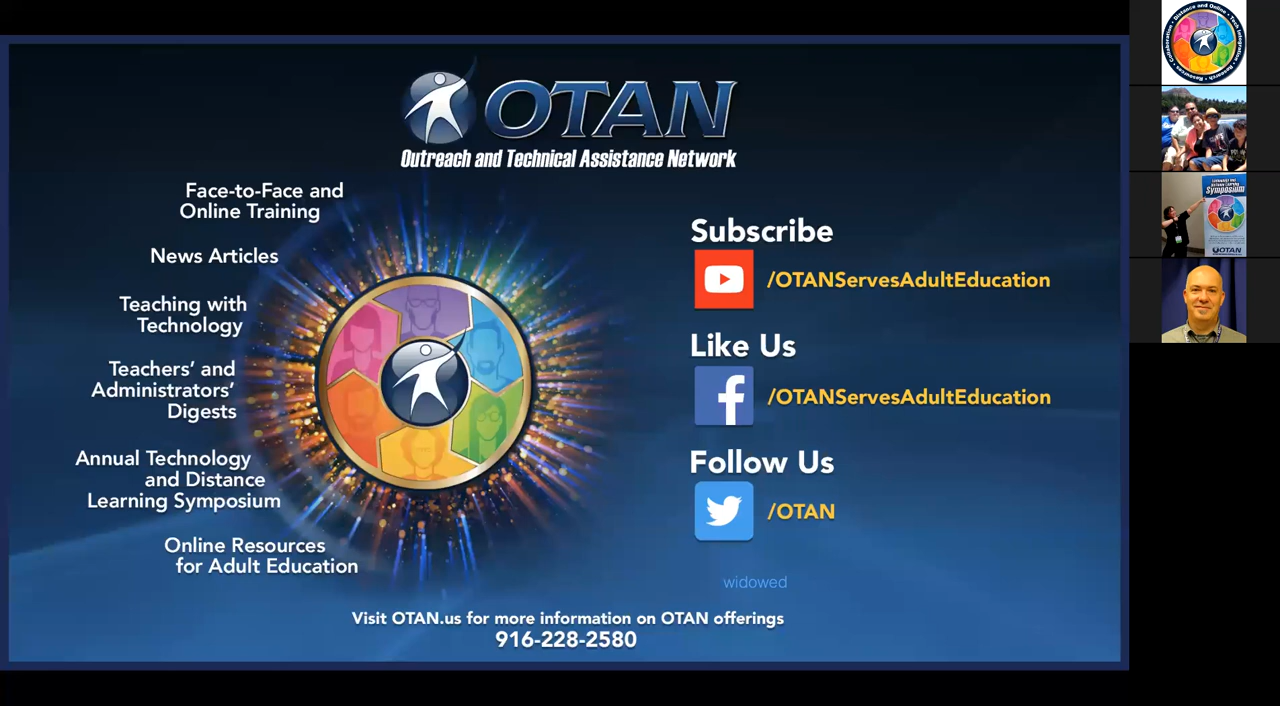 OTAN
Outreach and Technical Assistance Network
Face-to-Face and
Online Training
News Articles
Teaching with
Technology
Teachers' and
Administrators'
Digests
Annual Technology
and Distance
Learning Symposium
Online Resources
for Adult Education
Subscribe
/OTANServesAdultEducation
Like Us
/OTANServesAdultEducation
Follow Us
/OTAN
widowed
Visit OTAN.us for more information on OTAN offerings
916-228-2580
Symposium
OTAN